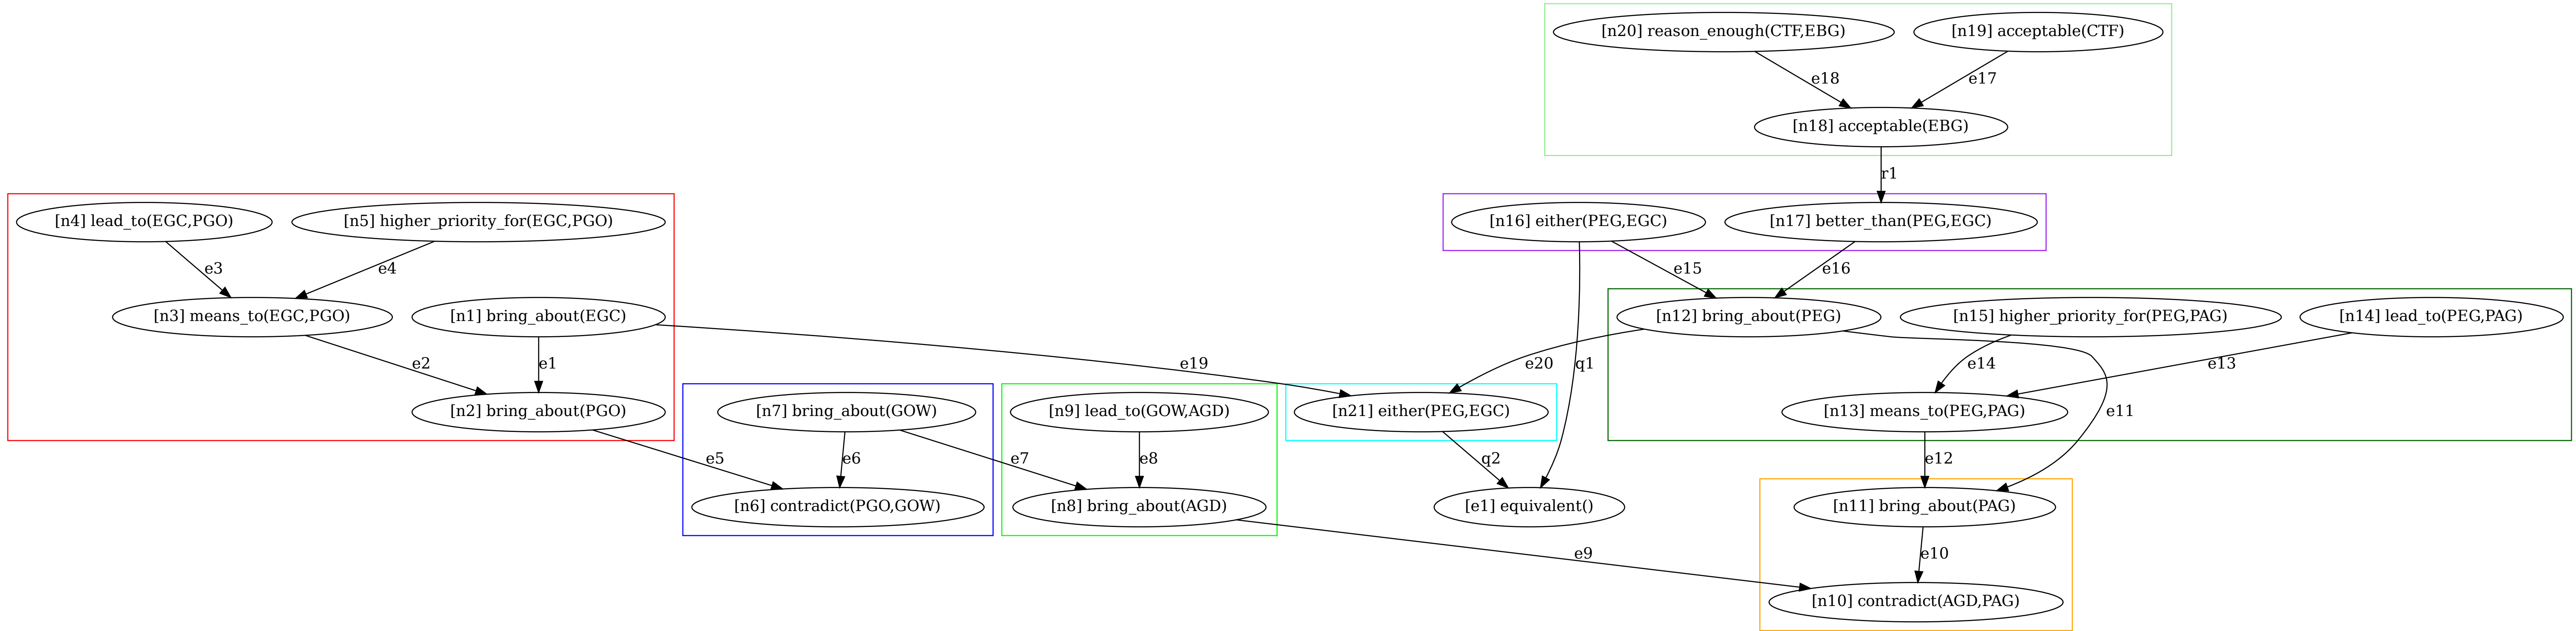 [n20] reason_enough(CTF,EBG)
[n19] acceptable(CTF)
e18
e17
[n18] acceptable(EBG)
r1
[n4] lead_to(EGC,PGO)
[n5] higher_priority_for(EGC,PGO)
[n16] either(PEG,EGC)
[n17] better_than(PEG,EGC)
e3
e4
e15
e16
[n3] means_to(EGC,PGO)
[n1] bring_about(EGC)
[n12] bring_about(PEG)
[n15] higher_priority_for(PEG,PAG)
[n14] lead_to(PEG,PAG)
e2
e1
e19
e20
q1
e14
e13
[n2] bring_about(PGO)
[n7] bring_about(GOW)
[n9] lead_to(GOW,AGD)
[n21] either(PEG,EGC)
[n13] means_to(PEG,PAG)
e11
e5
e6
e7
e8
q2
e12
[n6] contradict(PGO,GOW)
[n8] bring_about(AGD)
[e1] equivalent()
[n11] bring_about(PAG)
e9
e10
[n10] contradict(AGD,PAG)